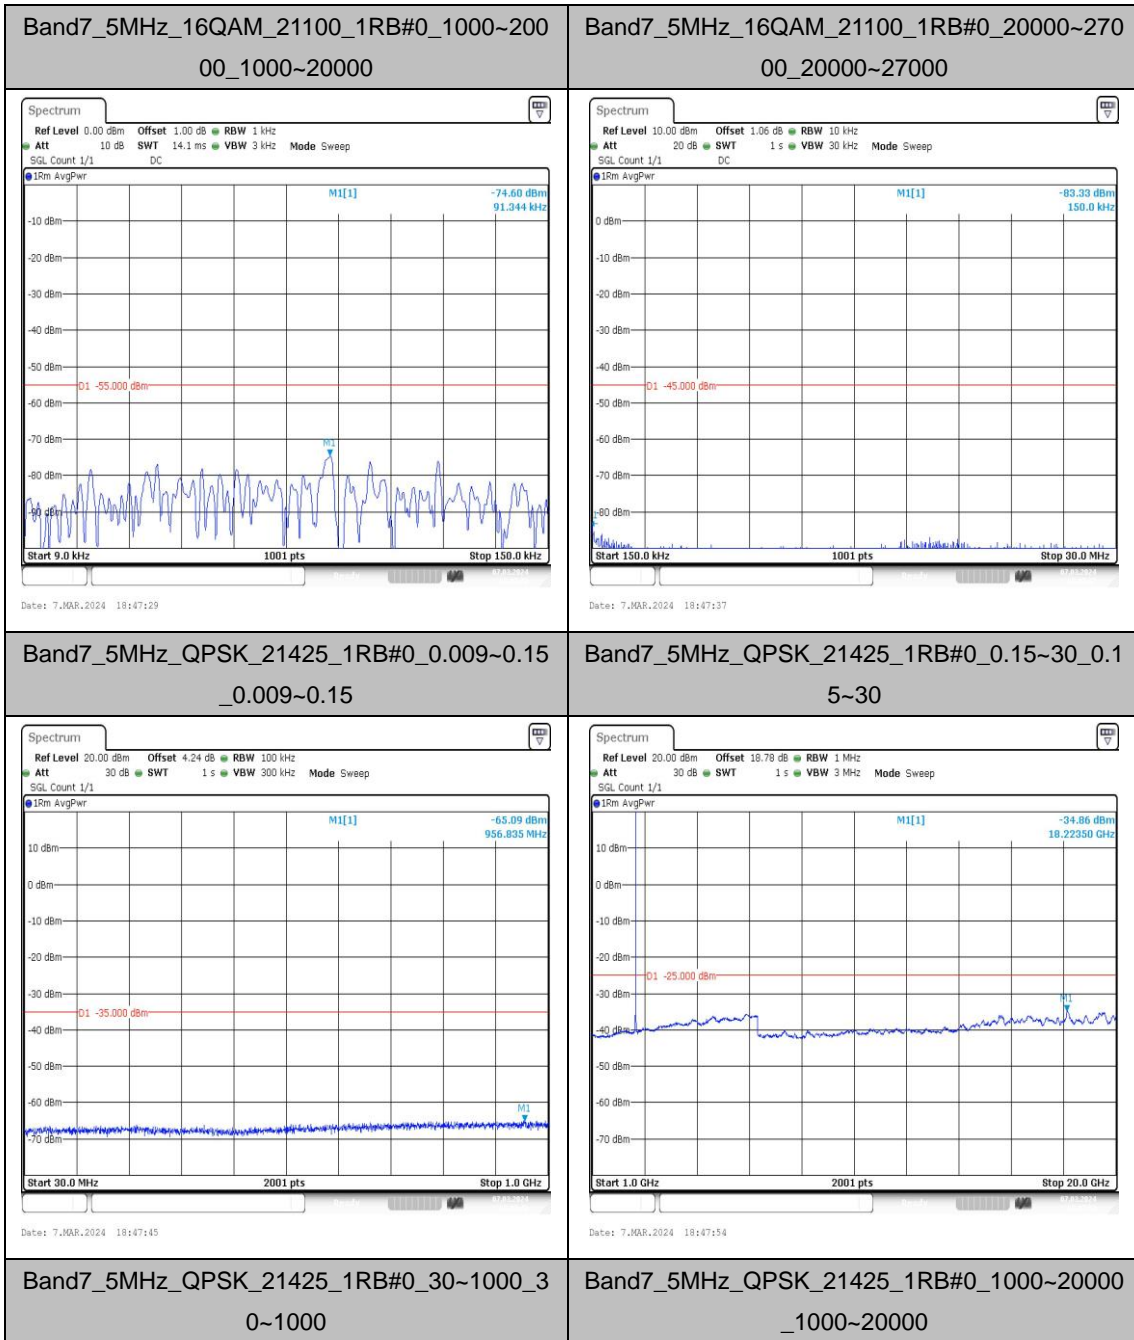 Band7_5MHz_16QAM_21100_1RB#0_1000~200
00_1000~20000
Band7_5MHz_16QAM_21100_1RB#0_20000~270
00_20000~27000
Spectrum
Ref Level 0.00 dBm Offset 1.00 dB RBW 1 kHz
Att 10 dB SWT 14.1 ms VBW 3 kHz Mode Sweep
SGL Count 1/1 DC
1Rm AvgPwr
M1[1] -74.60 dBm
91.344 kHz
-10 dBm
-20 dBm
-30 dBm
-40 dBm
-50 dBm
D1 -55.000 dBm
-60 dBm
-70 dBm
M1
-80 dBm
-90 dBm
Start 9.0 kHz 1001 pts Stop 150.0 kHz
Date: 7.MAR.2024 18:47:29
Spectrum
Ref Level 10.00 dBm Offset 1.06 dB RBW 10 kHz
Att 20 dB SWT 1 s VBW 30 kHz Mode Sweep
SGL Count 1/1 DC
1Rm AvgPwr
M1[1] -83.33 dBm
150.0 kHz
0 dBm
-10 dBm
-20 dBm
-30 dBm
-40 dBm
D1 -45.000 dBm
-50 dBm
-60 dBm
-70 dBm
-80 dBm
Start 150.0 kHz 1001 pts Stop 30.0 MHz
Date: 7.MAR.2024 18:47:37
Band7_5MHz_QPSK_21425_1RB#0_0.009~0.15
_0.009~0.15
Band7_5MHz_QPSK_21425_1RB#0_0.15~30_0.1
5~30
Spectrum
Ref Level 20.00 dBm Offset 4.24 dB RBW 100 kHz
Att 30 dB SWT 1 s VBW 300 kHz Mode Sweep
SGL Count 1/1
1Rm AvgPwr
M1[1] -65.09 dBm
956.835 MHz
10 dBm
0 dBm
-10 dBm
-20 dBm
-30 dBm
D1 -35.000 dBm
-40 dBm
-50 dBm
-60 dBm
M1
-70 dBm
Start 30.0 MHz 2001 pts Stop 1.0 GHz
Date: 7.MAR.2024 18:47:45
Spectrum
Ref Level 20.00 dBm Offset 18.78 dB RBW 1 MHz
Att 30 dB SWT 1 s VBW 3 MHz Mode Sweep
SGL Count 1/1
1Rm AvgPwr
M1[1] -34.86 dBm
18.22350 GHz
10 dBm
0 dBm
-10 dBm
-20 dBm
D1 -25.000 dBm
-30 dBm
M1
-40 dBm
-50 dBm
-60 dBm
-70 dBm
Start 1.0 GHz 2001 pts Stop 20.0 GHz
Date: 7.MAR.2024 18:47:54
Band7_5MHz_QPSK_21425_1RB#0_30~1000_3
0~1000
Band7_5MHz_QPSK_21425_1RB#0_1000~20000
_1000~20000